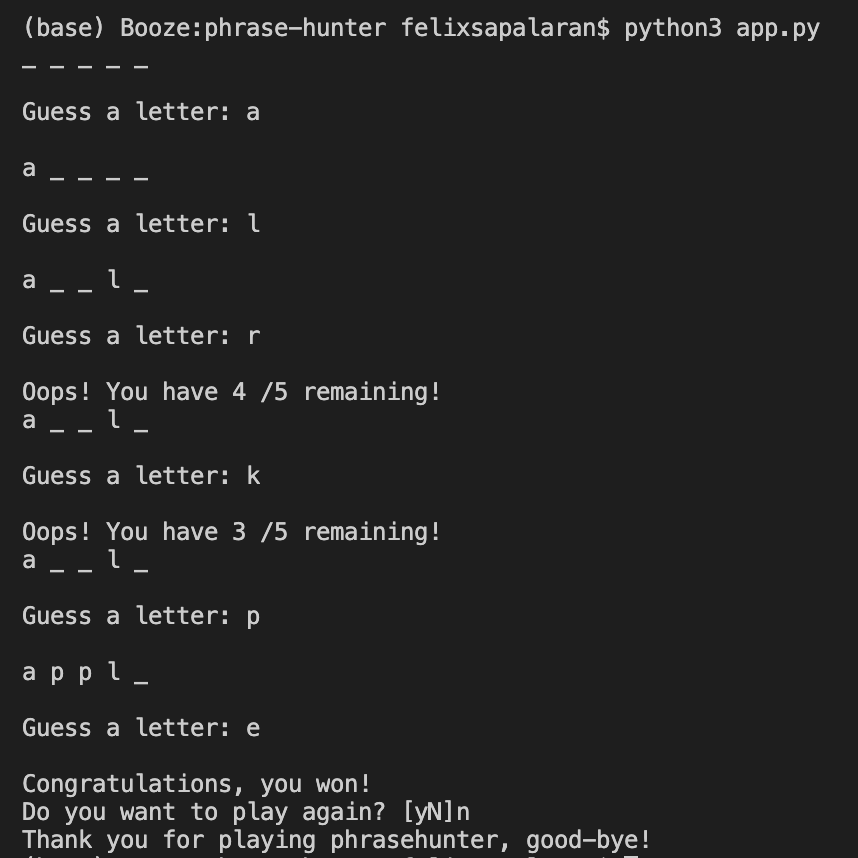 (base) Booze:phrase-hunter felixsapalaran$ python3 app.py
_ _ _ _ _
Guess a letter: a
a _ _ _ _
Guess a letter: l
a _ _ l _
Guess a letter: r
Oops! You have 4 /5 remaining!
a _ _ l _
Guess a letter: k
Oops! You have 3 /5 remaining!
a _ _ l _
Guess a letter: p
a p p l _
Guess a letter: e
Congratulations, you won!
Do you want to play again? [yN]n
Thank you for playing phrasehunter, good-bye!